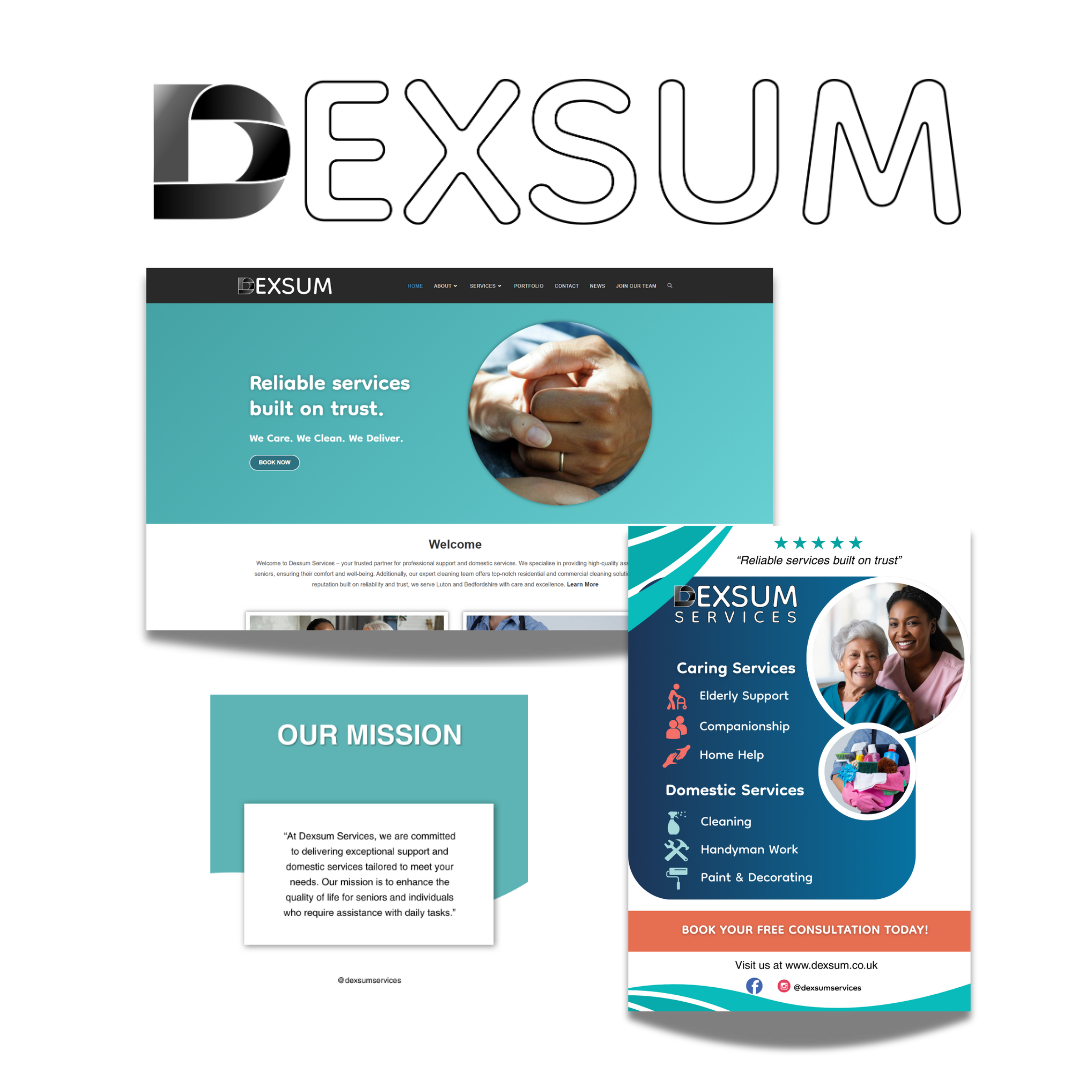 DEXSUM
DEXSUM
HOME ABOUT SERVICES PORTFOLIO CONTACT NEWS JOIN OUR TEAM
Reliable services
built on trust.
We Care. We Clean. We Deliver.
BOOK NOW
Welcome
Welcome to Dexsum Services – your trusted partner for professional support and domestic services. We specialise in providing high-quality
seniors, ensuring their comfort and well-being. Additionally, our expert cleaning team offers top-notch residential and commercial cleaning
reputation built on reliability and trust, we serve Luton and Bedfordshire with care and excellence. Learn More
★★★★★
“Reliable services built on trust”
DEXSUM
SERVICES
Caring Services
Elderly Support
Companionship
Home Help
Domestic Services
Cleaning
Handyman Work
Paint & Decorating
BOOK YOUR FREE CONSULTATION TODAY!
Visit us at www.dexsum.co.uk
@dexsumservices
OUR MISSION
“At Dexsum Services, we are committed
to delivering exceptional support and
domestic services tailored to meet your
needs. Our mission is to enhance the
quality of life for seniors and individuals
who require assistance with daily tasks.”
@dexsumservices